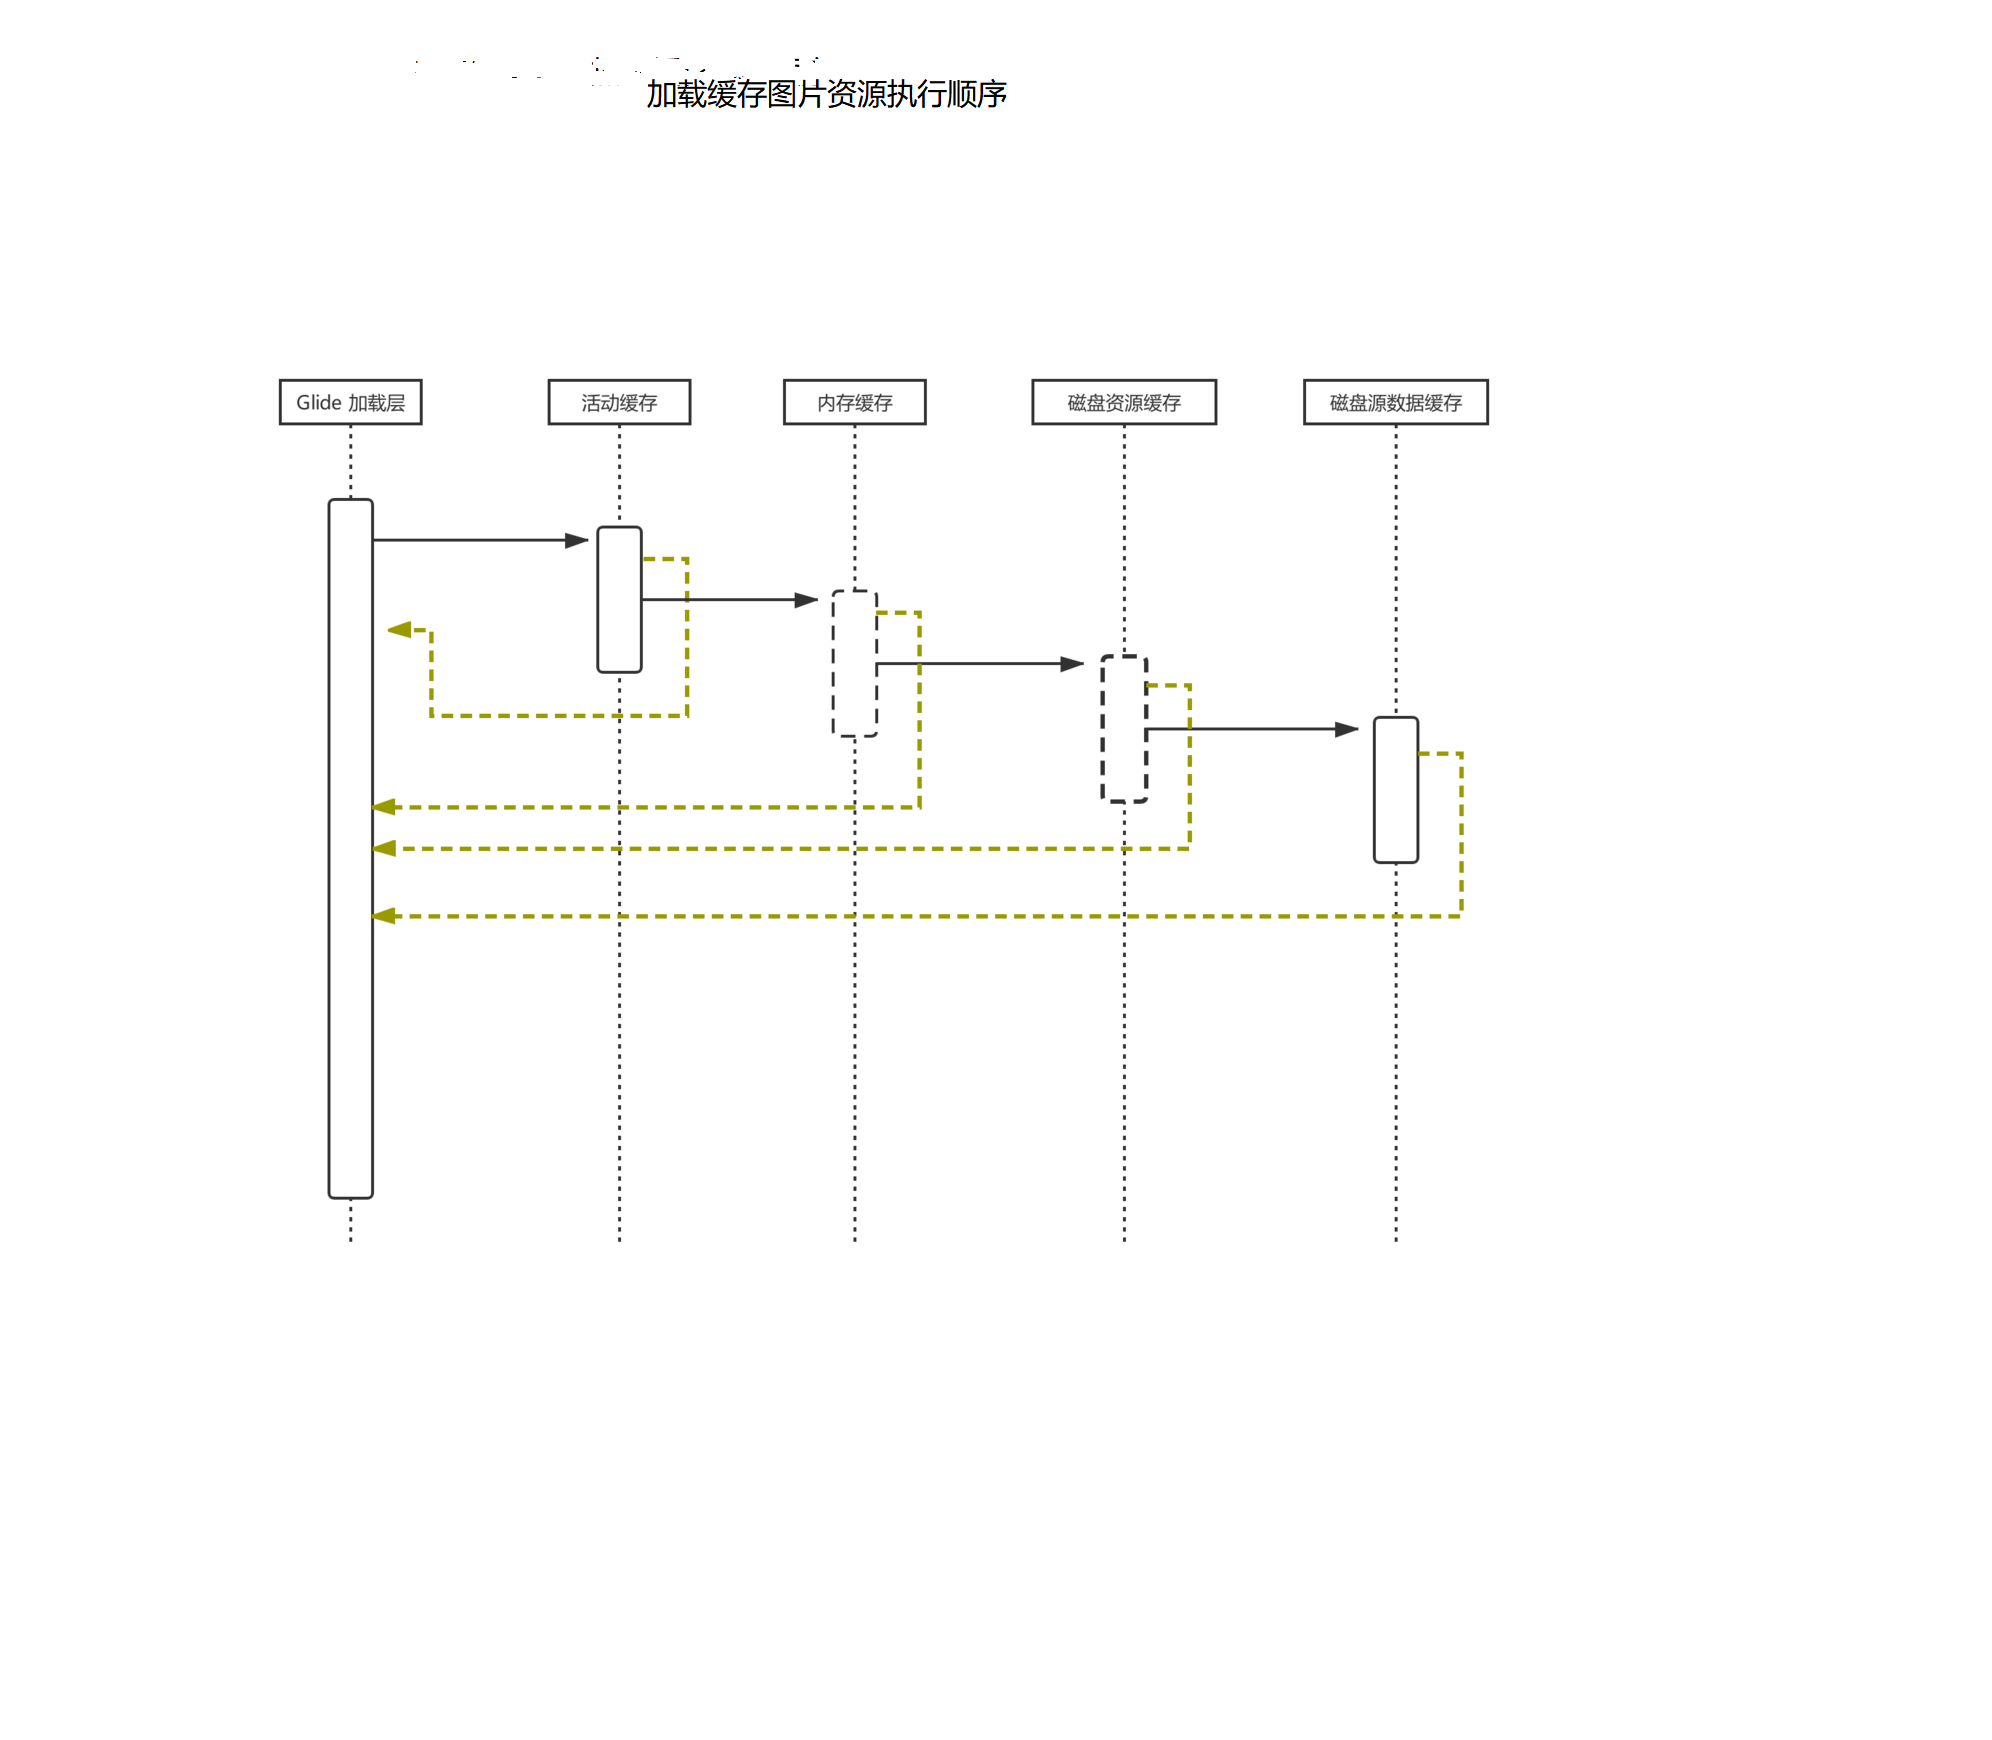 加载缓存图片资源执行顺序
Glide 加载层
活动缓存
内存缓存
磁盘资源缓存
磁盘源数据缓存